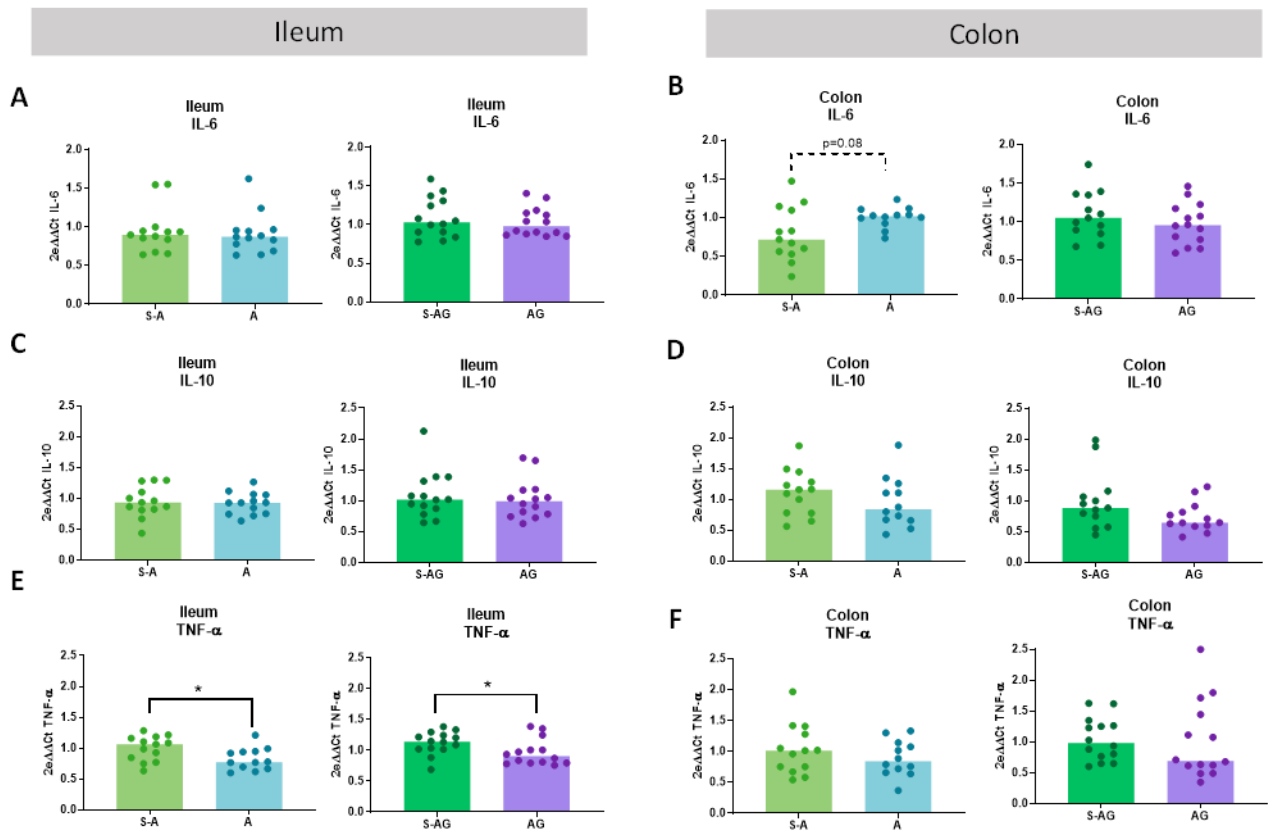 Ileum
Colon
A
Ileum
IL-6
2eΔΔCt IL-6
2.0
1.5
1.0
0.5
0.0
S-A
A
Ileum
IL-6
2eΔΔCt IL-6
2.0
1.5
1.0
0.5
0.0
S-AG
AG
B
Colon
IL-6
2eΔΔCt IL-6
2.0
1.5
1.0
0.5
0.0
p=0.08
S-A
A
Colon
IL-6
2eΔΔCt IL-6
2.0
1.5
1.0
0.5
0.0
S-AG
AG
C
Ileum
IL-10
2eΔΔCt IL-10
2.5
2.0
1.5
1.0
0.5
0.0
S-A
A
Ileum
IL-10
2eΔΔCt IL-10
2.5
2.0
1.5
1.0
0.5
0.0
S-AG
AG
D
Colon
IL-10
2eΔΔCt IL-10
2.5
2.0
1.5
1.0
0.5
0.0
S-A
A
Colon
IL-10
2eΔΔCt IL-10
2.5
2.0
1.5
1.0
0.5
0.0
S-AG
AG
E
Ileum
TNF-α
2eΔΔCt TNF-α
2.5
2.0
1.5
1.0
0.5
0.0
*
S-A
A
Ileum
TNF-α
2eΔΔCt TNF-α
2.5
2.0
1.5
1.0
0.5
0.0
*
S-AG
AG
F
Colon
TNF-α
2eΔΔCt TNF-α
2.5
2.0
1.5
1.0
0.5
0.0
S-A
A
Colon
TNF-α
2eΔΔCt TNF-α
2.5
2.0
1.5
1.0
0.5
0.0
S-AG
AG